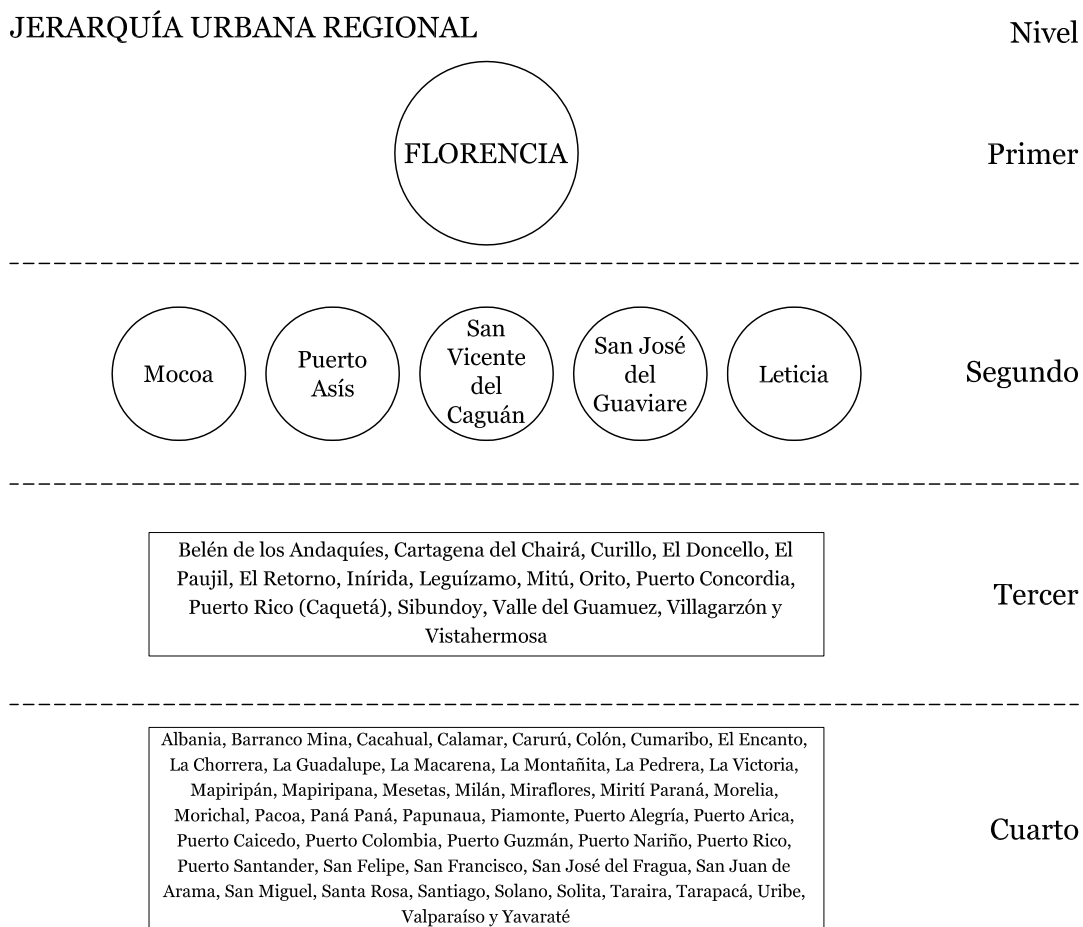 JERARQUÍA URBANA REGIONAL
Nivel
FLORENCIA
Primer
Mocoa
Puerto
Asís
San
Vicente
del
Caguán
San José
del
Guaviare
Leticia
Segundo
Belén de los Andaquíes, Cartagena del Chairá, Curillo, El Doncello, El
Paujil, El Retorno, Inírida, Leguízamo, Mitú, Orito, Puerto Concordia,
Puerto Rico (Caquetá), Sibundoy, Valle del Guamuez, Villagarzón y
Vistahermosa
Tercer
Albania, Barranco Mina, Cacahual, Calamar, Carurú, Colón, Cumaribo, El Encanto,
La Chorrera, La Guadalupe, La Macarena, La Montañita, La Pedrera, La Victoria,
Mapiripán, Mapiripana, Mesetas, Milán, Miraflores, Mirití Paraná, Morelia,
Morichal, Pacoa, Paná Paná, Papunaua, Piamonte, Puerto Alegría, Puerto Arica,
Puerto Caicedo, Puerto Colombia, Puerto Guzmán, Puerto Nariño, Puerto Rico,
Puerto Santander, San Felipe, San Francisco, San José del Fragua, San Juan de
Arama, San Miguel, Santa Rosa, Santiago, Solano, Solita, Taraira, Tarapacá, Uribe,
Valparaíso y Yavaraté
Cuarto